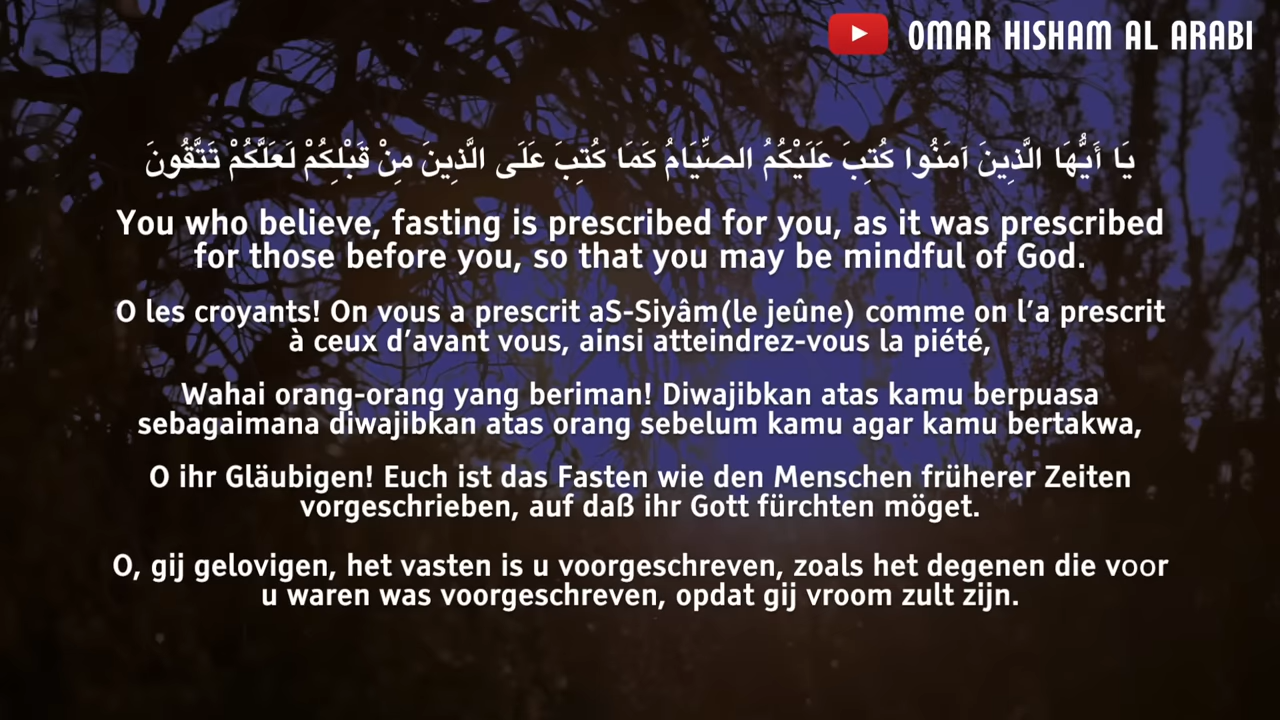 OMAR HISHAM AL ARABI
يَا أَيُّهَا الَّذِينَ آمَنُوا كُتِبَ عَلَيْكُمُ الصِّيَامُ كَمَا كُتِبَ عَلَى الَّذِينَ مِنْ قَبْلِكُمْ لَعَلَّكُمْ تَتَّقُونَ
You who believe, fasting is prescribed for you, as it was prescribed
for those before you, so that you may be mindful of God.
O les croyants! On vous a prescrit aS-Siyâm(le jeûne) comme on l’a prescrit
à ceux d’avant vous, ainsi atteindrez-vous la piété,
Wahai orang-orang yang beriman! Diwajibkan atas kamu berpuasa
sebagaimana diwajibkan atas orang sebelum kamu agar kamu bertakwa,
O ihr Gläubigen! Euch ist das Fasten wie den Menschen früherer Zeiten
vorgeschrieben, auf daß ihr Gott fürchten möget.
O, gij gelovigen, het vasten is u voorgeschreven, zoals het degenen die voor
u waren was voorgeschreven, opdat gij vroom zult zijn.